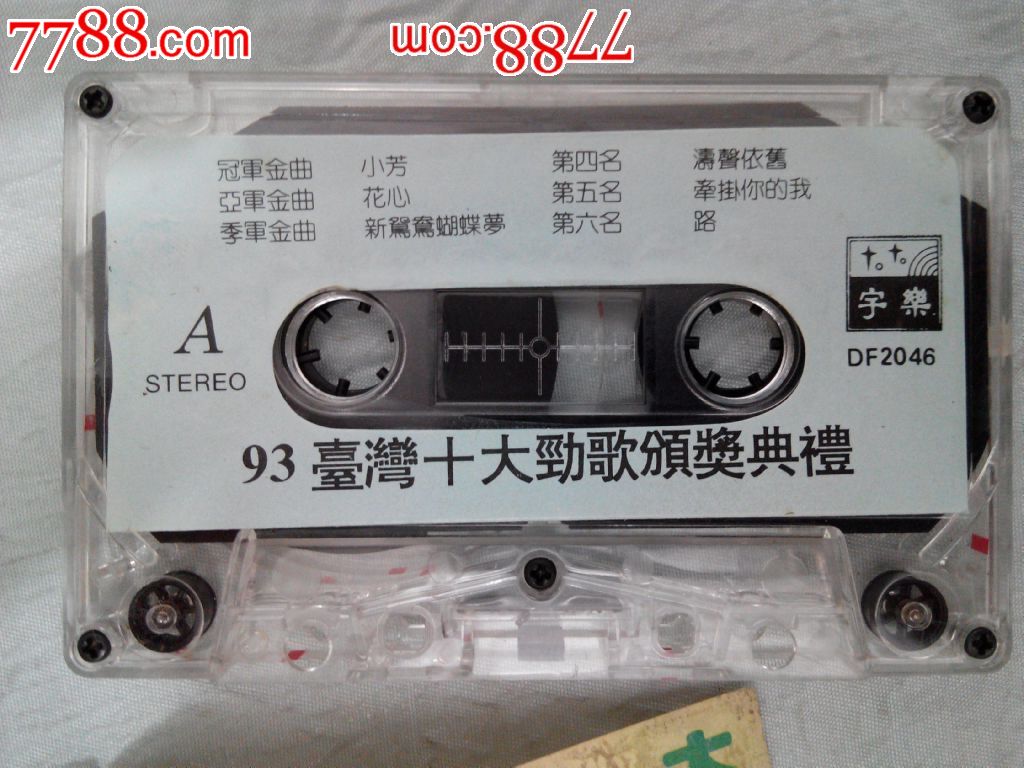 7788.com
7788.com
冠軍金曲 小芳 第四名 濤聲依舊
亞軍金曲 花心 第五名 牽掛你的我
季軍金曲 新鴛鴦蝴蝶夢 第六名 路
字樂
DF2046
A
STEREO
93臺灣十大勁歌頒獎典禮